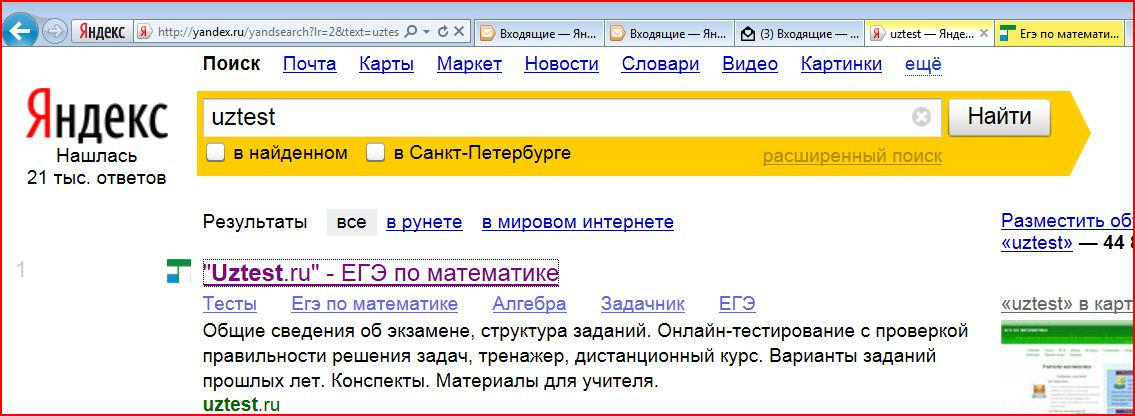 Яндекс http://yandex.ru/yandsearch?lr=2&text=uztes Входящие — Ян... Входящие — Ян... (3) Входящие — ... uztest — Янде... Егэ по математи...
Поиск Почта Карты Маркет Новости Словари Видео Картинки ещё
Яндекс
uztest Найти
в найденном в Санкт-Петербурге расширенный поиск
Нашлась
21 тыс. ответов
Результаты все в рунете в мировом интернете
Разместить об
«uztest» — 44 8
1 "Uztest.ru" - ЕГЭ по математике
Тесты Егэ по математике Алгебра Задачник ЕГЭ
«uztest» в карт
Общие сведения об экзамене, структура заданий. Онлайн-тестирование с проверкой
правильности решения задач, тренажер, дистанционный курс. Варианты заданий
прошлых лет. Конспекты. Материалы для учителя.
uztest.ru